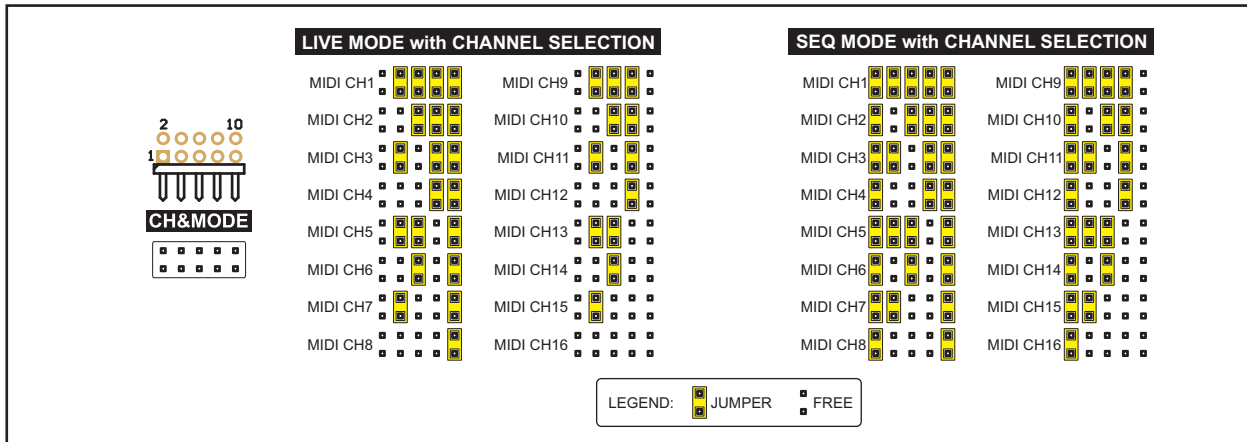 LIVE MODE with CHANNEL SELECTION
MIDI CH1
MIDI CH2
MIDI CH3
MIDI CH4
MIDI CH5
MIDI CH6
MIDI CH7
MIDI CH8
MIDI CH9
MIDI CH10
MIDI CH11
MIDI CH12
MIDI CH13
MIDI CH14
MIDI CH15
MIDI CH16
SEQ MODE with CHANNEL SELECTION
MIDI CH1
MIDI CH2
MIDI CH3
MIDI CH4
MIDI CH5
MIDI CH6
MIDI CH7
MIDI CH8
MIDI CH9
MIDI CH10
MIDI CH11
MIDI CH12
MIDI CH13
MIDI CH14
MIDI CH15
MIDI CH16
2 10
1
CH&MODE
LEGEND: JUMPER FREE